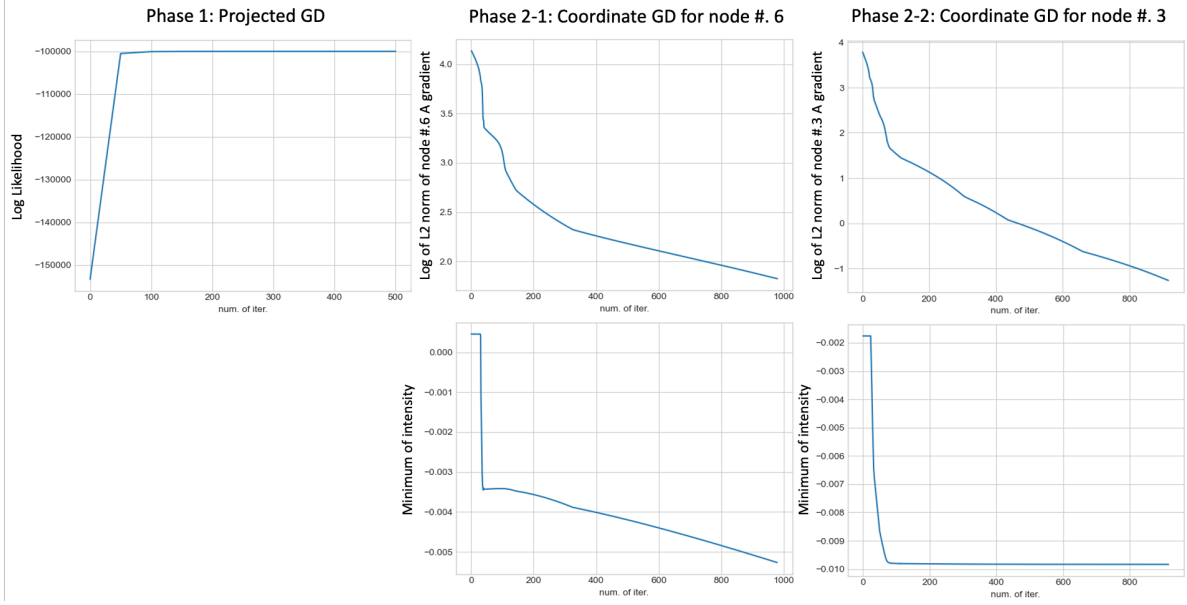 Phase 1: Projected GD
Phase 2-1: Coordinate GD for node #. 6
Phase 2-2: Coordinate GD for node #. 3
Log Likelihood
−100000
−110000
−120000
−130000
−140000
−150000
0 100 200 300 400 500
num. of iter.
Log of L2 norm of node #.6 A gradient
4.0
3.5
3.0
2.5
2.0
0 200 400 600 800 1000
num. of iter.
Log of L2 norm of node #.3 A gradient
4
3
2
1
0
−1
0 200 400 600 800
num. of iter.
Minimum of intensity
0.000
−0.001
−0.002
−0.003
−0.004
−0.005
0 200 400 600 800 1000
num. of iter.
Minimum of intensity
−0.002
−0.003
−0.004
−0.005
−0.006
−0.007
−0.008
−0.009
−0.010
0 200 400 600 800
num. of iter.